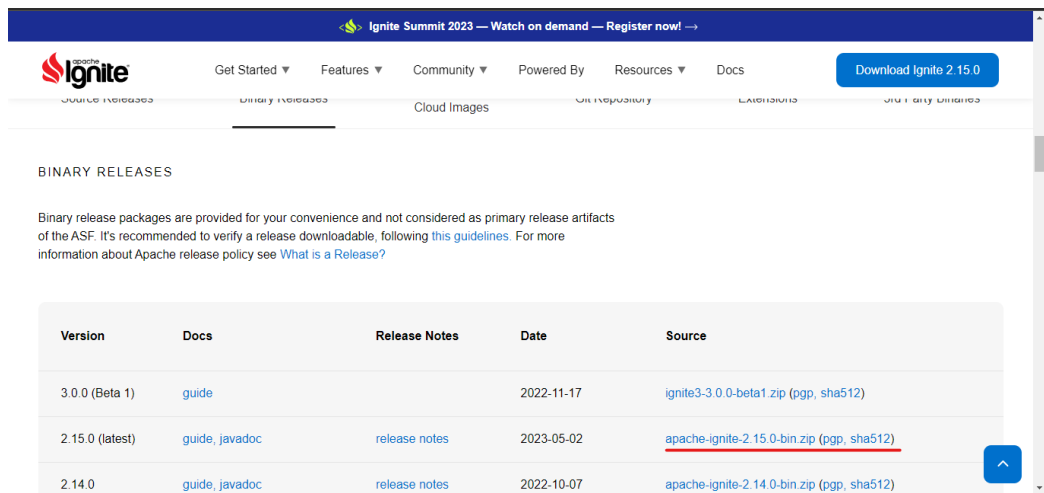 Ignite Summit 2023 — Watch on demand — Register now! →
apache
Ignite
Get Started ▼ Features ▼ Community ▼ Powered By Resources ▼ Docs Download Ignite 2.15.0
Source Releases Binary Releases Cloud Images Git Repository Extensions 3rd Party Binaries
BINARY RELEASES
Binary release packages are provided for your convenience and not considered as primary release artifacts
of the ASF. It's recommended to verify a release downloadable, following this guidelines. For more
information about Apache release policy see What is a Release?
Version Docs Release Notes Date Source
3.0.0 (Beta 1) guide 2022-11-17 ignite3-3.0.0-beta1.zip (pgp, sha512)
2.15.0 (latest) guide, javadoc release notes 2023-05-02 apache-ignite-2.15.0-bin.zip (pgp, sha512)
2.14.0 guide, javadoc release notes 2022-10-07 apache-ignite-2.14.0-bin.zip (pgp, sha512)